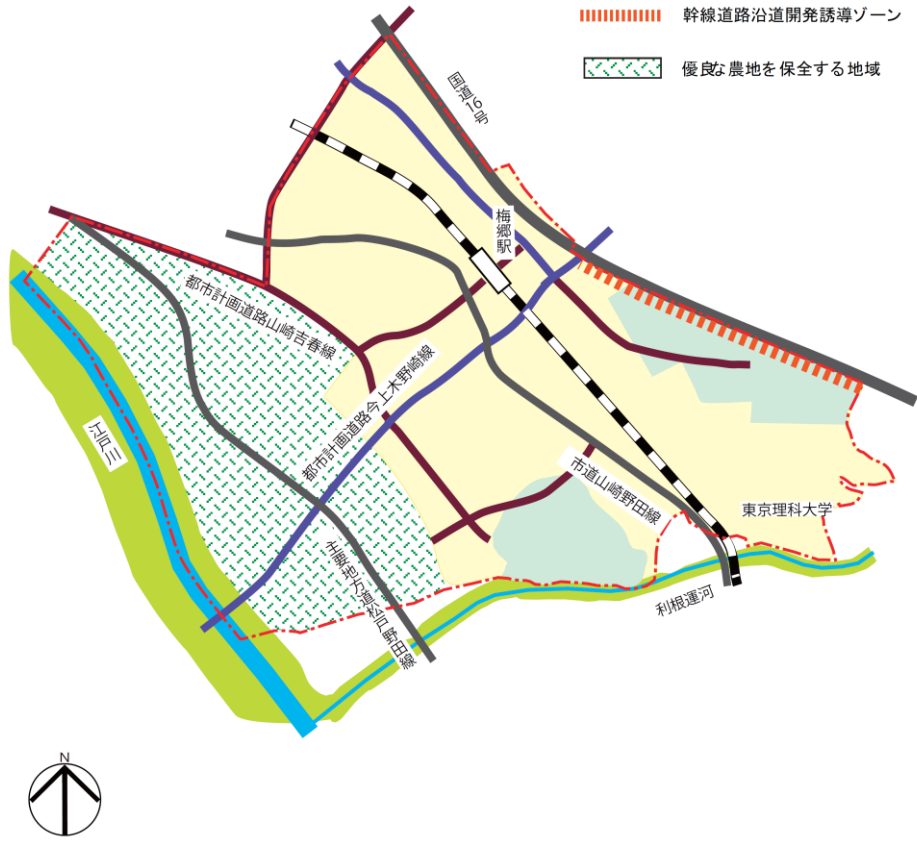 幹線道路沿道開発誘導ゾーン
優良な農地を保全する地域
国道16号
梅郷駅
都市計画道路山崎吉春線
都市計画道路今上木野崎線
江戸川
市道山崎野田線
東京理科大学
主要地方道松戸野田線
利根運河
N